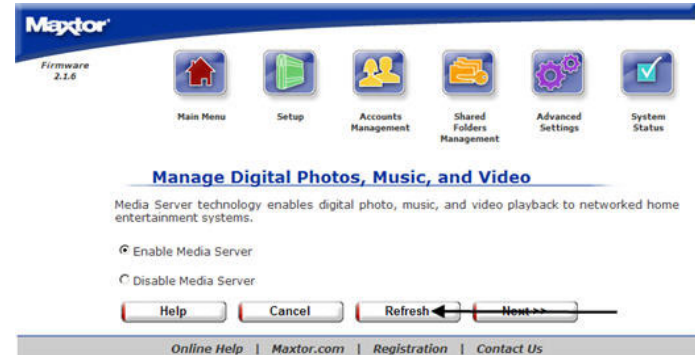 Maxtor
Firmware
2.1.6
Main Menu
Setup
Accounts
Management
Shared
Folders
Management
Advanced
Settings
System
Status
Manage Digital Photos, Music, and Video
Media Server technology enables digital photo, music, and video playback to networked home
entertainment systems.
Enable Media Server
Disable Media Server
Help
Cancel
Refresh
Next>>
Online Help | Maxtor.com | Registration | Contact Us